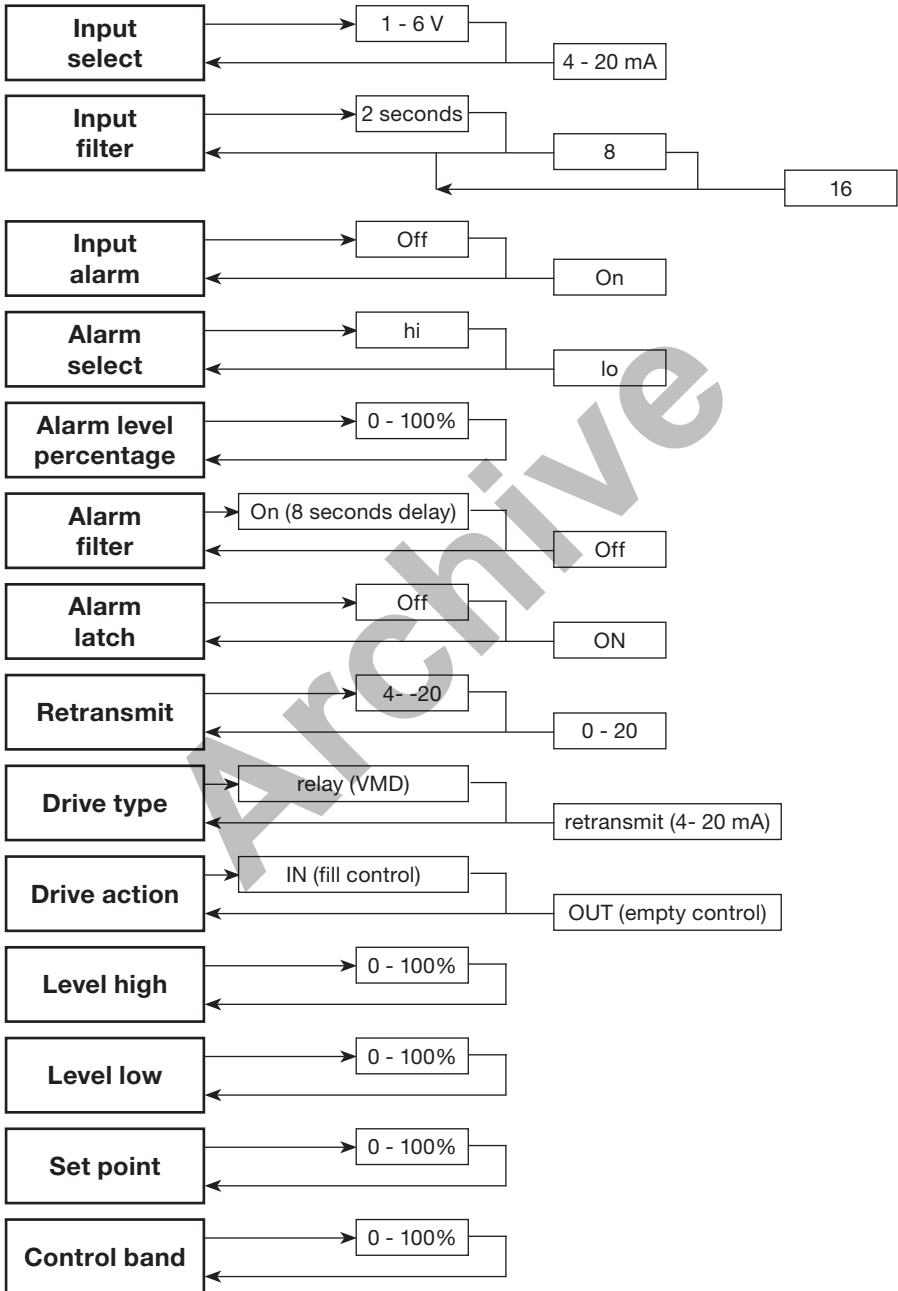 Input
select
1 - 6 V
4 - 20 mA
Input
filter
2 seconds
8
16
Input
alarm
Off
On
Alarm
select
hi
lo
Alarm level
percentage
0 - 100%
Alarm
filter
On (8 seconds delay)
Off
Alarm
latch
Off
ON
Retransmit
4- -20
0 - 20
Drive type
relay (VMD)
retransmit (4- 20 mA)
Drive action
IN (fill control)
OUT (empty control)
Level high
0 - 100%
Level low
0 - 100%
Set point
0 - 100%
Control band
0 - 100%
Archive